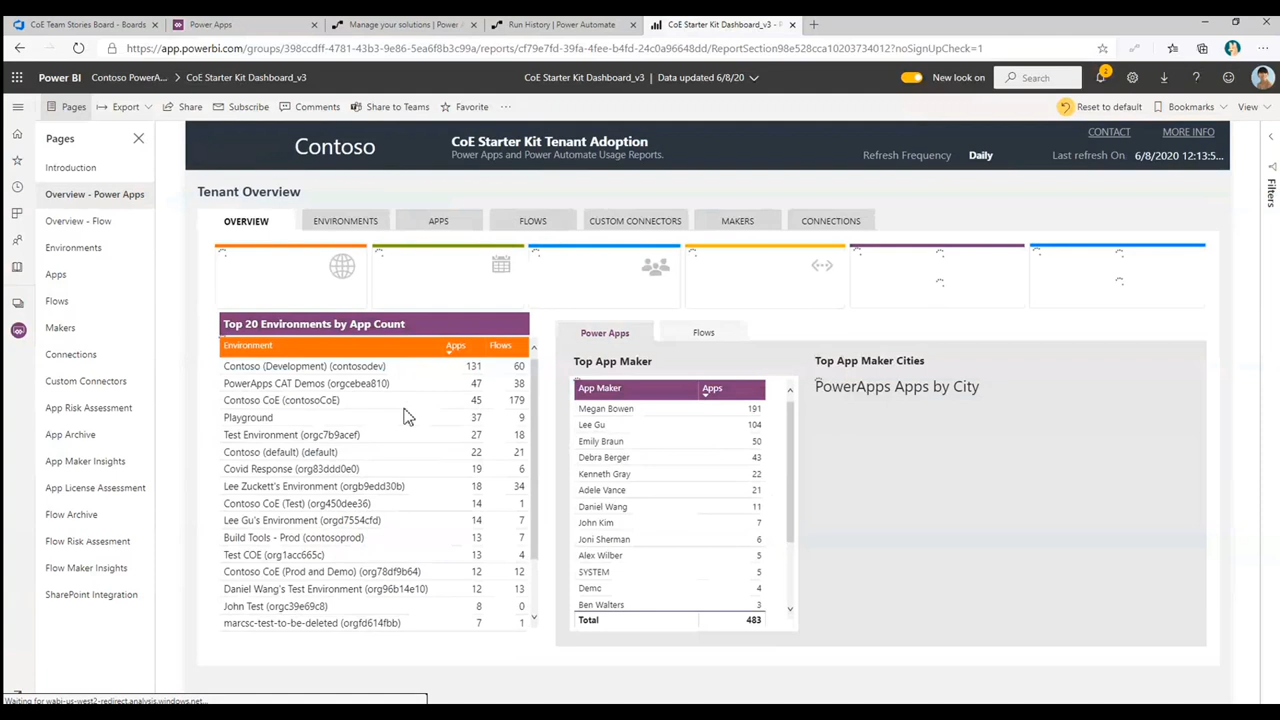 CoE Team Stories Board - Boards
Power Apps
Manage your solutions | Power A
Run History | Power Automate
CoE Starter Kit Dashboard_v3 - P
https://app.powerbi.com/groups/398ccdff-4781-43b3-9e86-5ea6f8b3c99d/reports/cf79e7fd-39fa-4fee-b4fd-24c0a96648dd/ReportSection98e528cca10203734012?noSignUpCheck=1
Power BI Contoso PowerA... > CoE Starter Kit Dashboard_v3
CoE Starter Kit Dashboard_v3 | Data updated 6/8/20
New look on
2
Search
Pages
Export
Share
Subscribe
Comments
Share to Teams
Favorite
Reset to default
Bookmarks
View
Pages
Introduction
Overview - Power Apps
Overview - Flow
Environments
Apps
Flows
Makers
Connections
Custom Connectors
App Risk Assessment
App Archive
App Maker Insights
App License Assessment
Flow Archive
Flow Risk Assesment
Flow Maker Insights
SharePoint Integration
Contoso
CoE Starter Kit Tenant Adoption
Power Apps and Power Automate Usage Reports.
CONTACT
MORE INFO
Refresh Frequency Daily
Last refresh On 6/8/2020 12:13:5...
Filters
Tenant Overview
OVERVIEW
ENVIRONMENTS
APPS
FLOWS
CUSTOM CONNECTORS
MAKERS
CONNECTIONS
Top 20 Environments by App Count
Environment Apps Flows
Contoso (Development) (contosodev) 131 60
PowerApps CAT Demos (orgcebea810) 47 38
Contoso CoE (contosoCoE) 45 179
Playground 37 9
Test Environment (orgc7b9acef) 27 18
Contoso (default) (default) 22 21
Covid Response (org83ddd0e0) 19 6
Lee Zuckett's Environment (orgb9edd30b) 18 34
Contoso CoE (Test) (org450dee36) 14 1
Lee Gu's Environment (orgd7554cfd) 14 7
Build Tools - Prod (contosoprod) 13 7
Test COE (org1acc665c) 13 4
Contoso CoE (Prod and Demo) (org78df9b64) 12 12
Daniel Wang's Test Environment (org96b14e10) 12 13
John Test (orgc39e69c8) 8 0
marcsc-test-to-be-deleted (orgfd614fbb) 7 1
Power Apps
Flows
Top App Maker
App Maker Apps
Megan Bowen 191
Lee Gu 104
Emily Braun 50
Debra Berger 43
Kenneth Gray 22
Adele Vance 21
Daniel Wang 11
John Kim 7
Joni Sherman 6
Alex Wilber 5
SYSTEM 5
Demc 4
Ben Walters 3
Total 483
Top App Maker Cities
PowerApps Apps by City
Waiting for wabi-us-west2-redirect.analysis.windows.net...